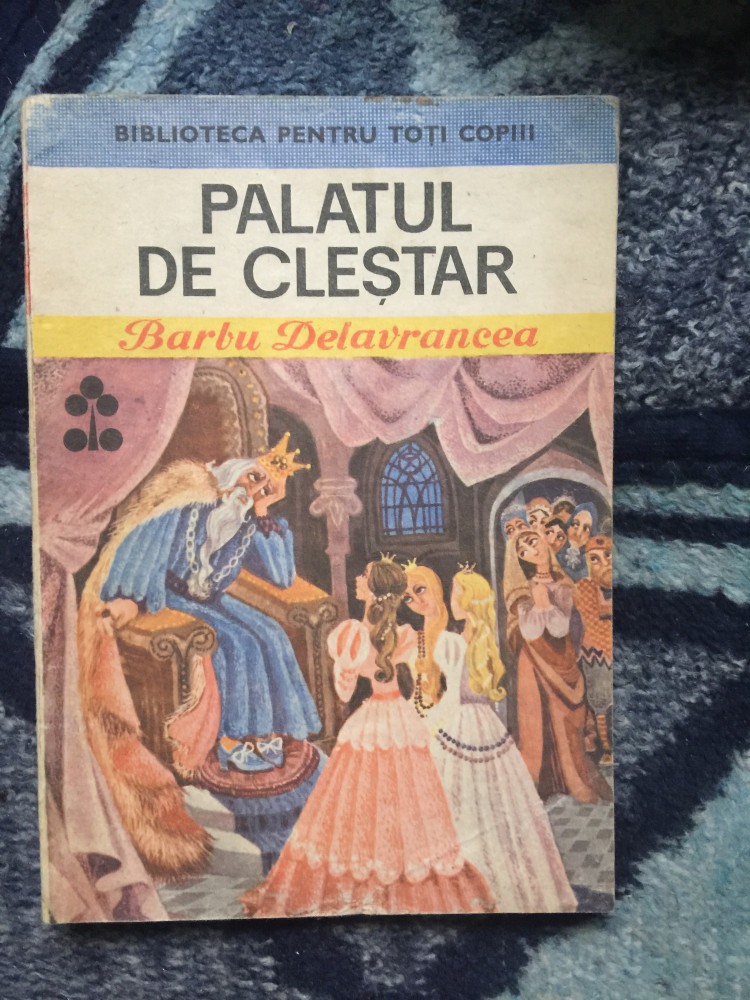 BIBLIOTECA PENTRU TOȚI COPIII
PALATUL
DE CLEȘTAR
Barbu Delavrancea